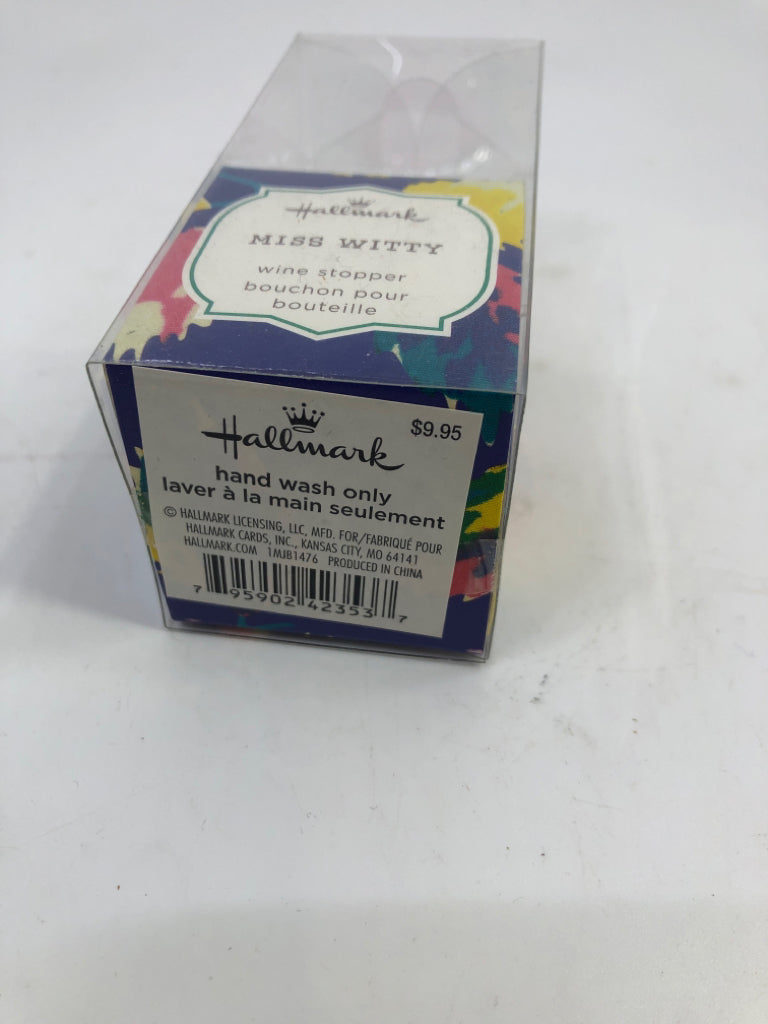 Hallmark
MISS WITTY
wine stopper
bouchon pour
bouteille
Hallmark
$9.95
hand wash only
laver à la main seulement
© HALLMARK LICENSING, LLC, MFD. FOR/FABRIQUÉ POUR
HALLMARK CARDS, INC., KANSAS CITY, MO 64141
HALLMARK.COM 1MJB1476 PRODUCED IN CHINA
7 95902 42353 7